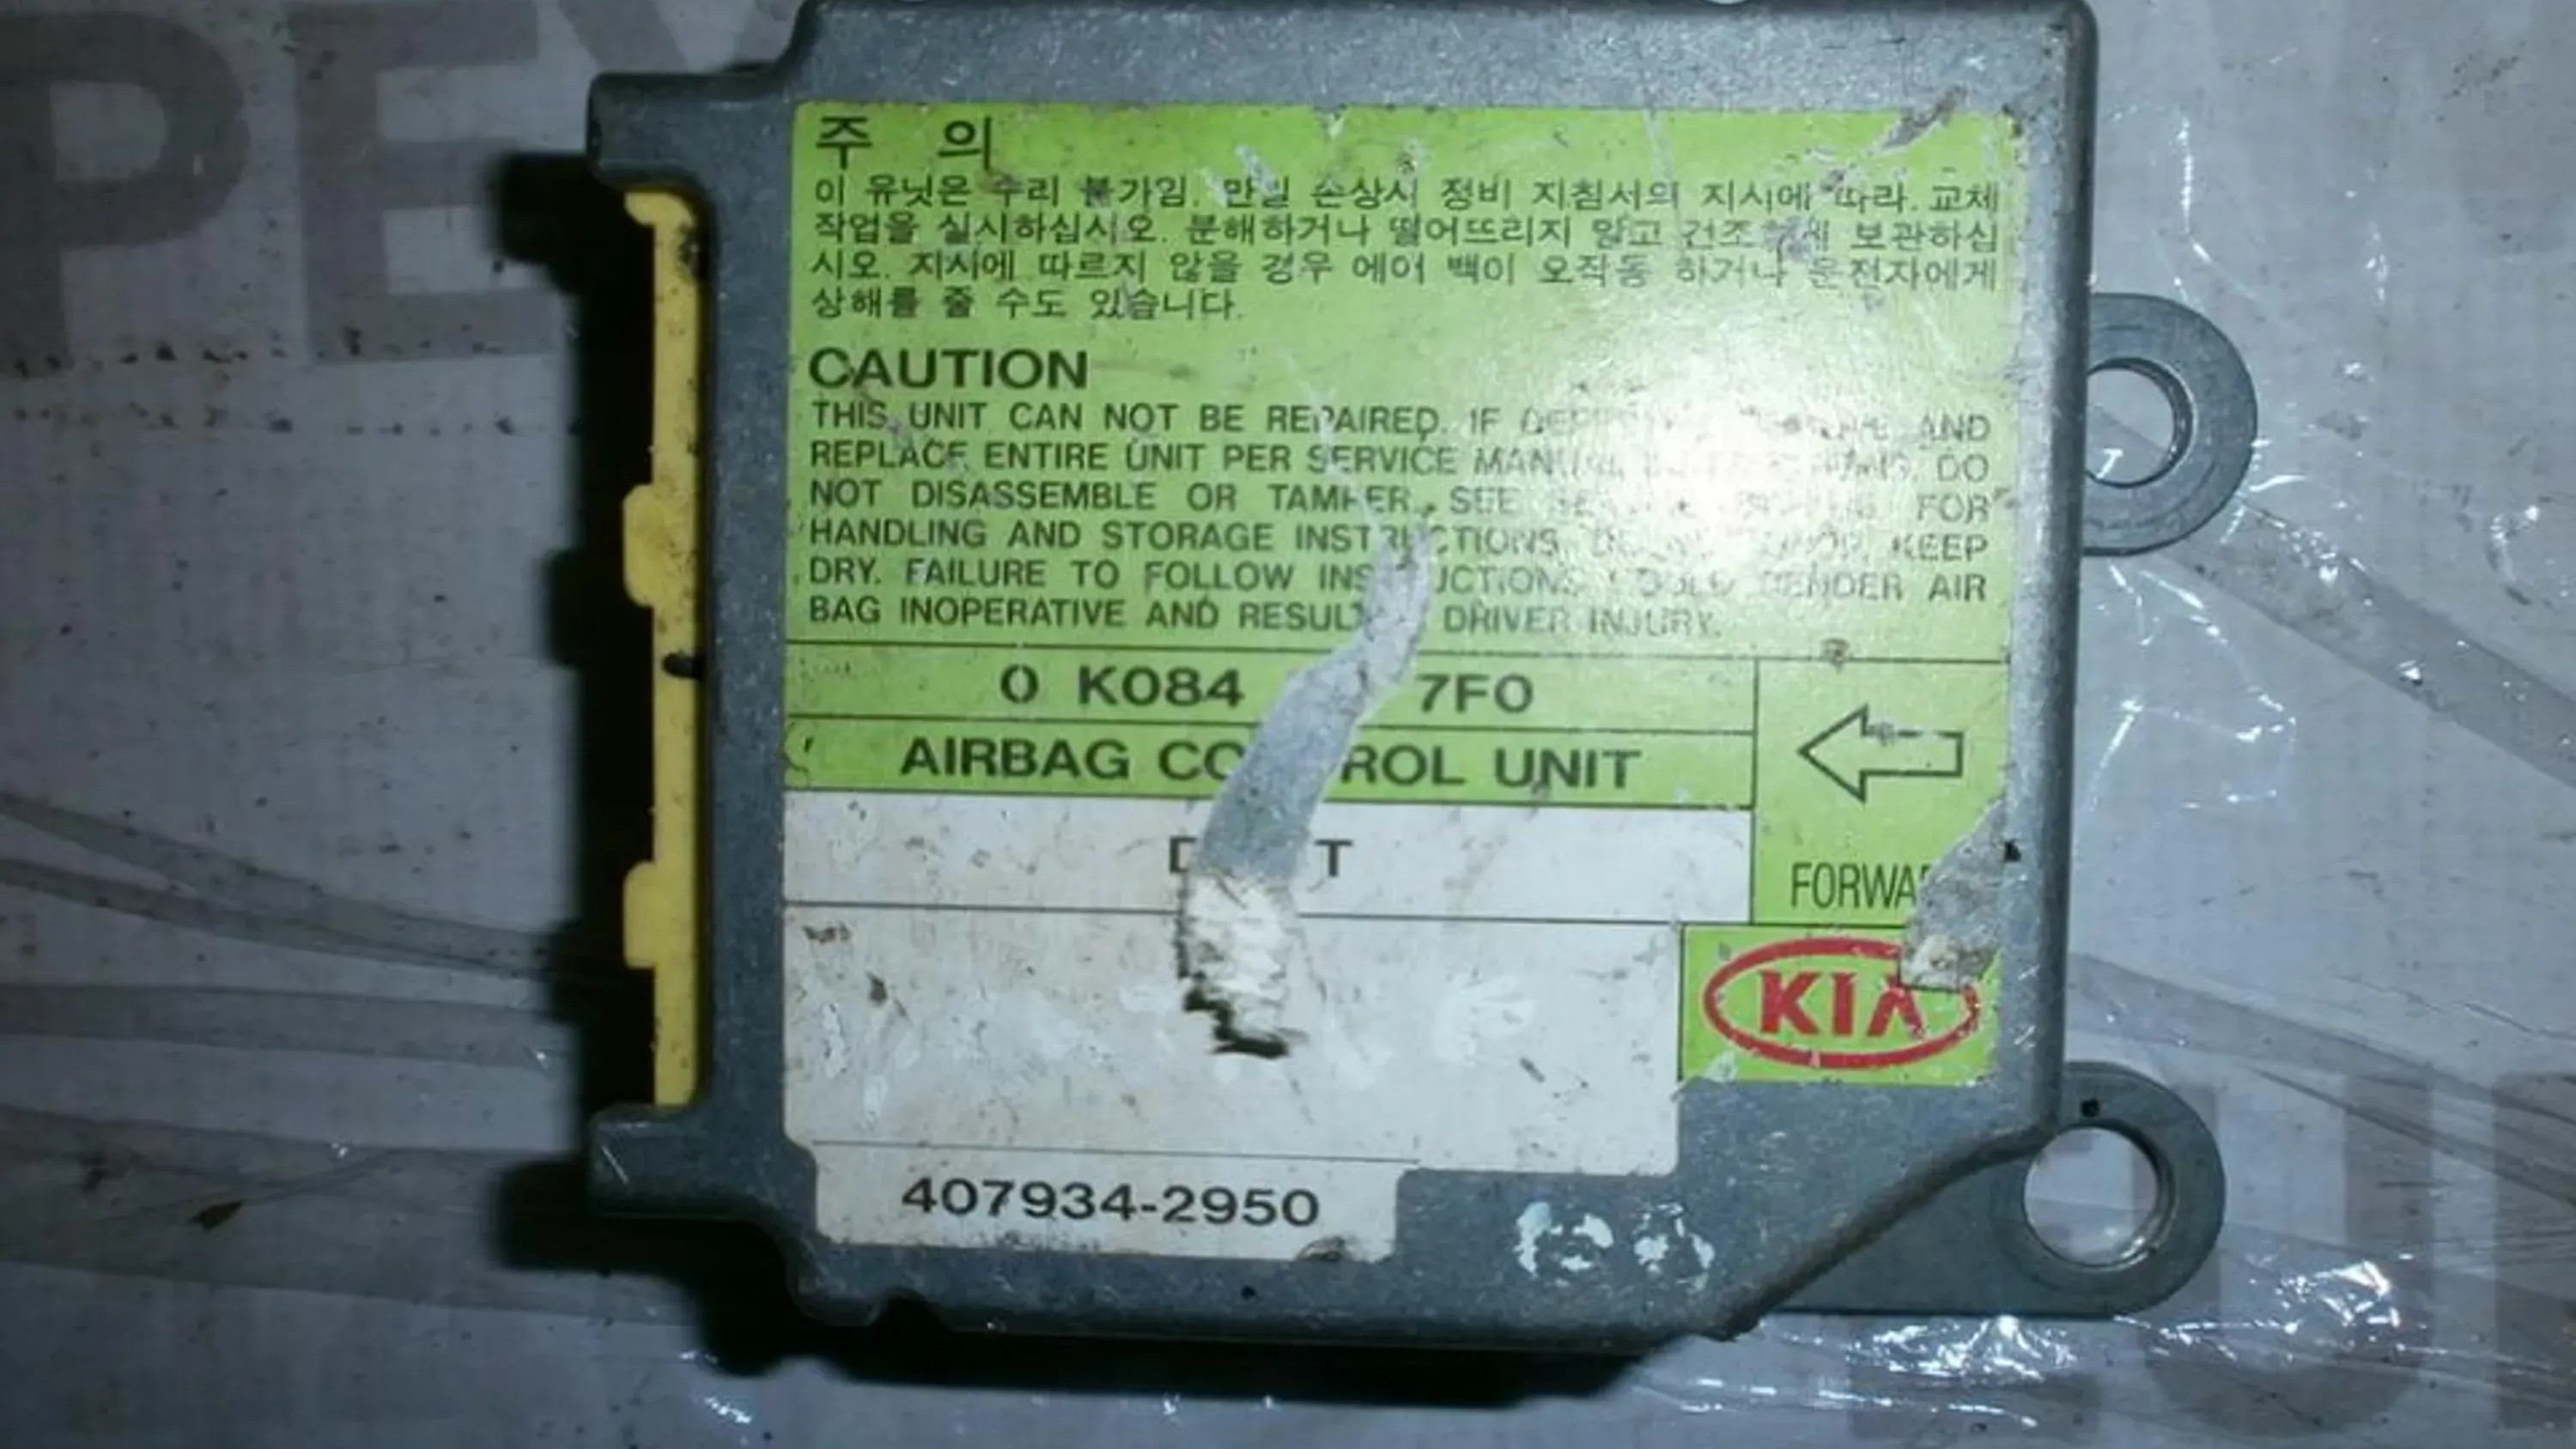 PE
주 의
이 유닛은 수리 불가임. 만일 손상시 정비 지침서의 지시에 따라 교체
작업을 실시하십시오. 분해하거나 떨어뜨리지 말고 보관하십
시오. 지시에 따르지 않을 경우 에어 백이 오작동 하거나 운전자에게
상해를 줄 수도 있습니다.
CAUTION
THIS UNIT CAN NOT BE REPAIRED. IF AND
REPLACE ENTIRE UNIT PER SERVICE DO
NOT DISASSEMBLE OR TAMPER. SEE FOR
HANDLING AND STORAGE INSTRUCTIONS. KEEP
DRY. FAILURE TO FOLLOW INSTRUCTIONS COULD RENDER AIR
BAG INOPERATIVE AND RESULT DRIVER INJURY.
0 K084 7F0
AIRBAG CONTROL UNIT
FORWA
KIA
407934-2950